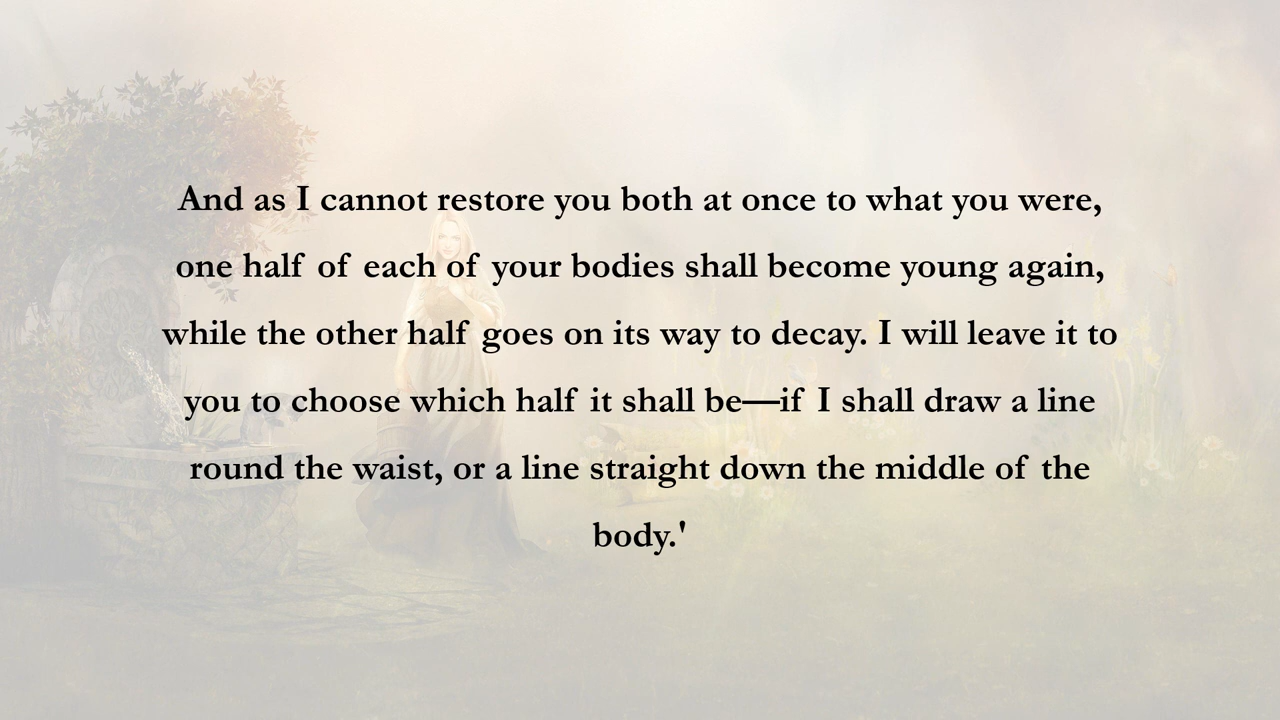 And as I cannot restore you both at once to what you were,
one half of each of your bodies shall become young again,
while the other half goes on its way to decay. I will leave it to
you to choose which half it shall be—if I shall draw a line
round the waist, or a line straight down the middle of the
body.'